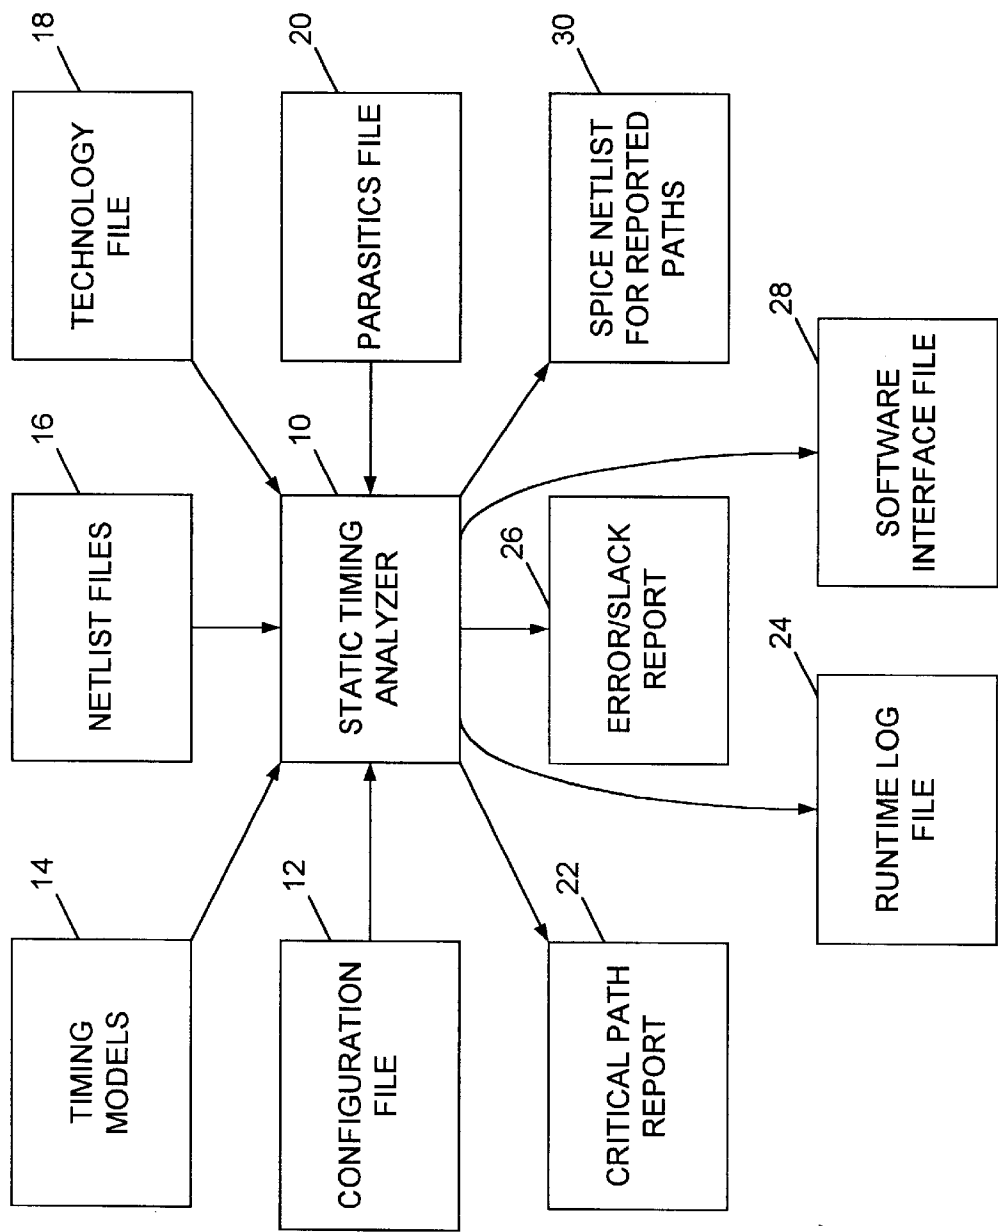 14
TIMING
MODELS
16
NETLIST FILES
18
TECHNOLOGY
FILE
12
CONFIGURATION
FILE
10
STATIC TIMING
ANALYZER
20
PARASITICS FILE
22
CRITICAL PATH
REPORT
26
ERROR/SLACK
REPORT
30
SPICE NETLIST
FOR REPORTED
PATHS
24
RUNTIME LOG
FILE
28
SOFTWARE
INTERFACE FILE